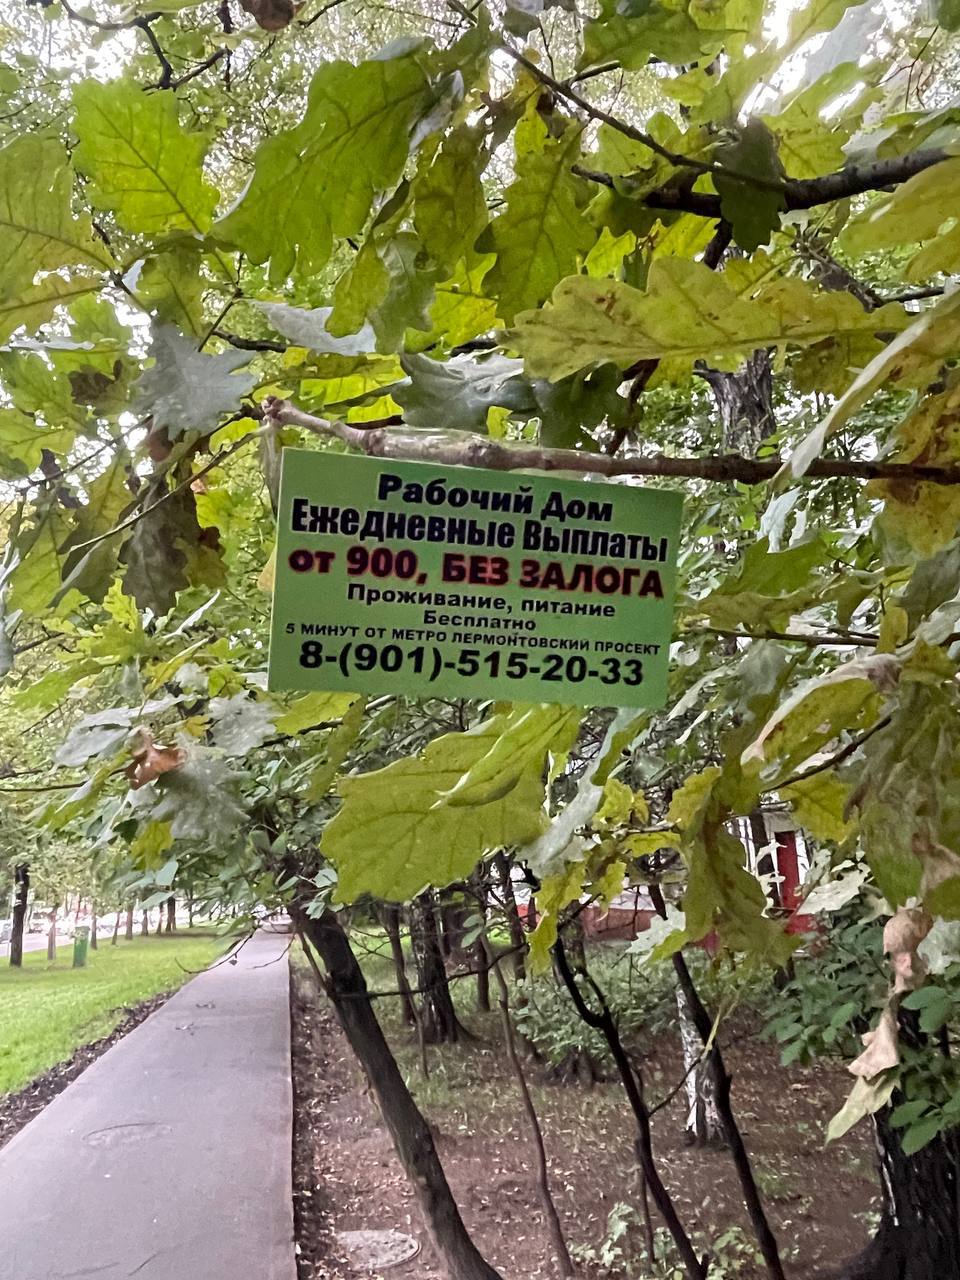 Рабочий Дом
Ежедневные Выплаты
от 900, БЕЗ ЗАЛОГА
Проживание, питание
Бесплатно
5 МИНУТ ОТ МЕТРО ЛЕРМОНТОВСКИЙ ПРОСЕКТ
8-(901)-515-20-33